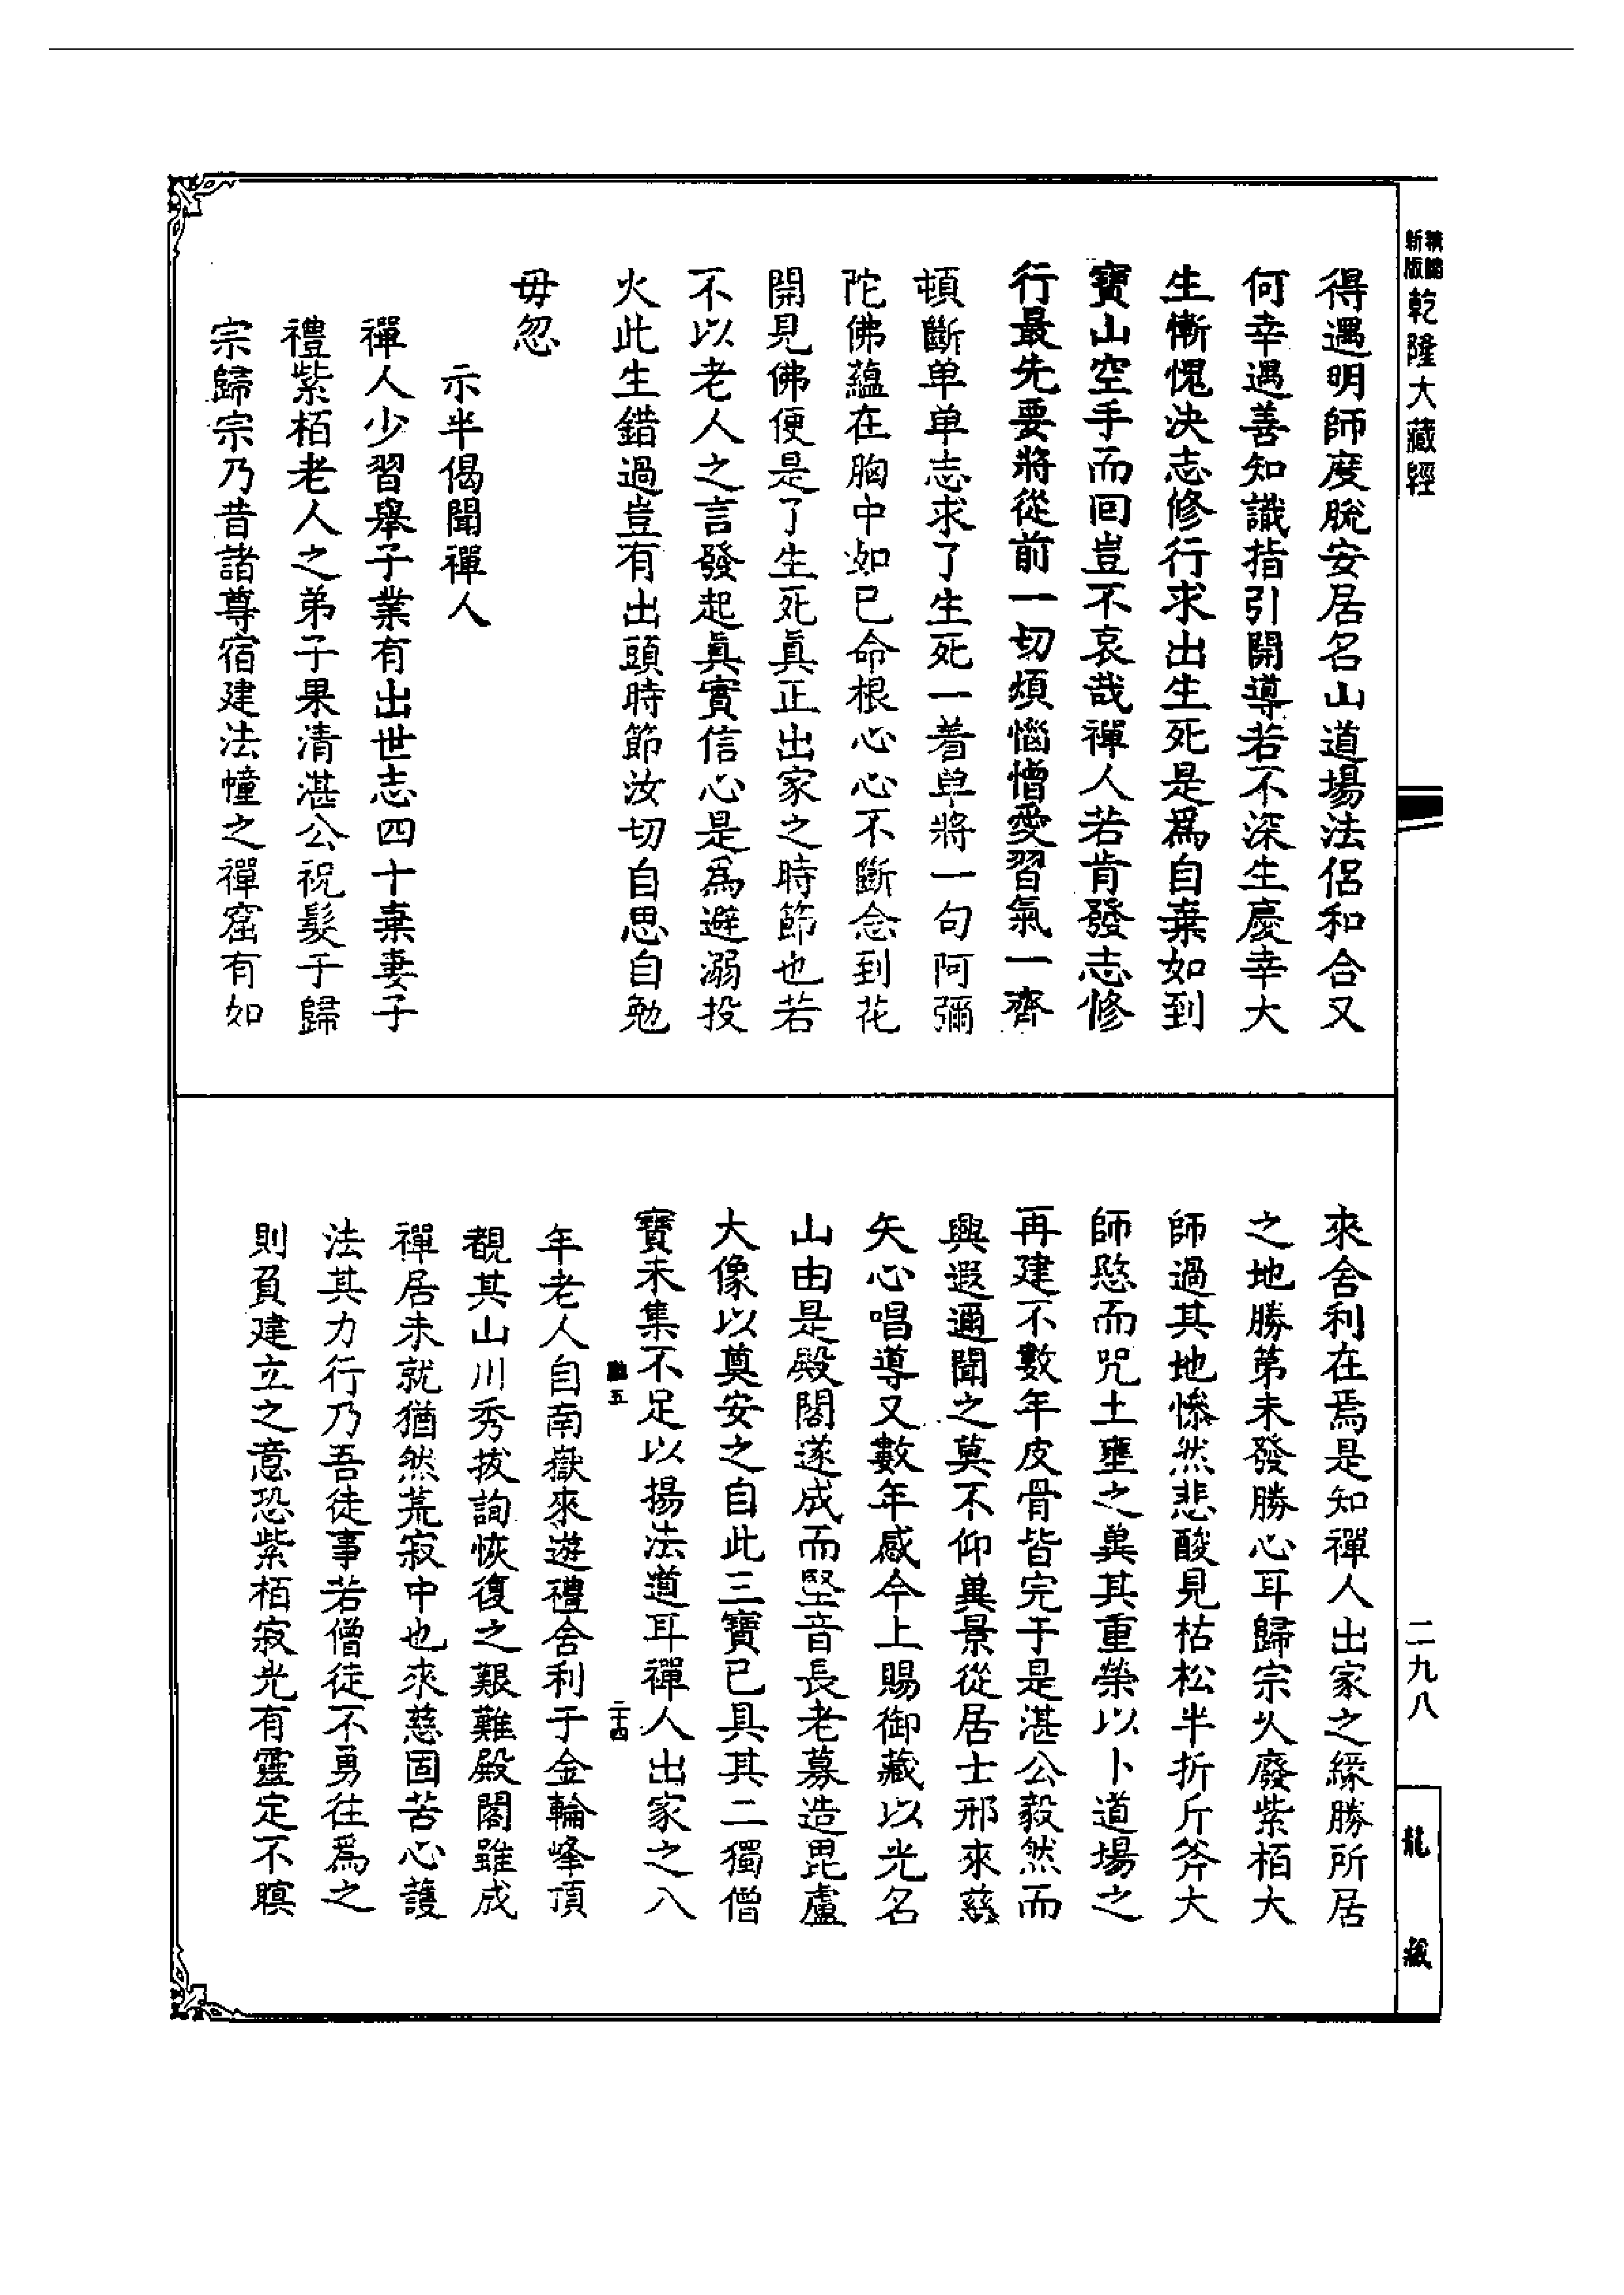 精縮
新版
乾隆大藏經
得遇明師度脫安居名山道場法侶和合又
何幸遇善知識指引開導若不深生慶幸大
生慚愧決志修行求出生死是爲自棄如到
寶山空手而回豈不哀哉禪人若肯發志修
行最先要將從前一切煩惱憎愛習氣一齊
頓斷单单志求了生死一着单將一句阿彌
陀佛蘊在胸中如已命根心心不斷念到花
開見佛便是了生死眞正出家之時節也若
不以老人之言發起眞實信心是爲避溺投
火此生錯過豈有出頭時節汝切自思自勉
毋忽
示半偈聞禪人
禪人少習舉子業有出世志四十棄妻子
禮紫栢老人之弟子果清湛公祝髮于歸
宗歸宗乃昔諸尊宿建法幢之禪窟有如
來舍利在焉是知禪人出家之緣勝所居
之地勝第未發勝心耳歸宗火廢紫栢大
師過其地慘然悲酸見枯松半折斤斧大
師愍而咒土壅之兾其重榮以卜道場之
再建不數年皮骨皆完于是湛公毅然而
興遐邇聞之莫不仰兾景從居士邢來慈
矢心唱導又數年感今上賜御藏以光名
山由是殿閣遂成而堅音長老募造毘盧
大像以奠安之自此三寶已具其二獨僧
寶未集不足以揚法道耳禪人出家之八
五
二十四
年老人自南嶽來遊禮舍利于金輪峰頂
覩其山川秀拔詢恢復之艱難殿閣雖成
禪居未就猶然荒寂中也求慈固苦心護
法其力行乃吾徒事若僧徒不勇往爲之
則負建立之意恐紫栢寂光有靈定不瞑
二九八
龍藏